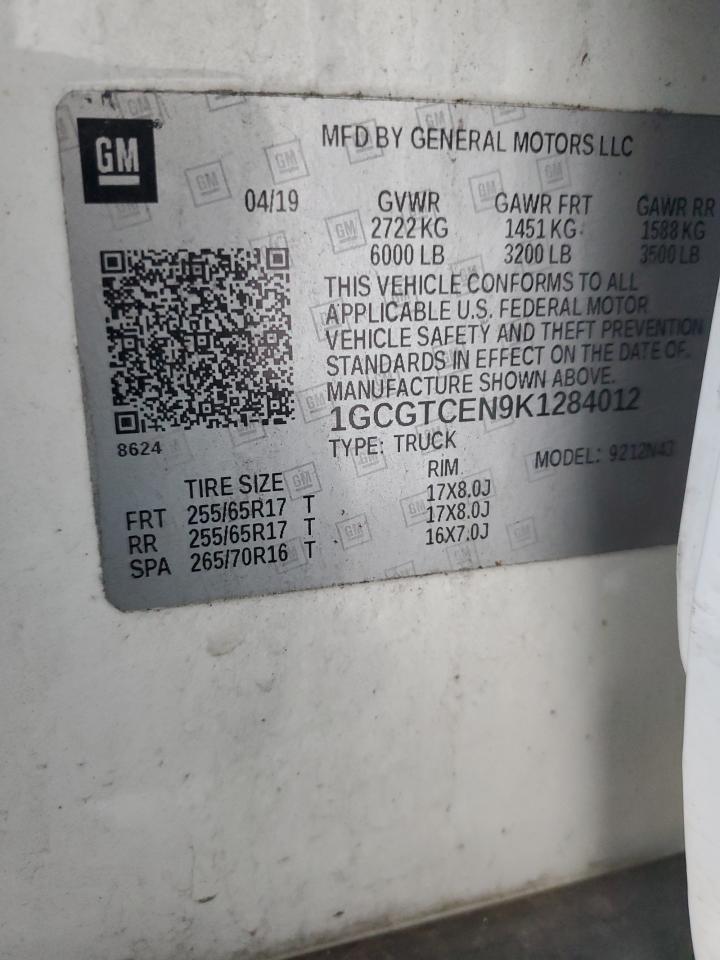 GM
MFD BY GENERAL MOTORS LLC
04/19 GVWR GAWR FRT GAWR RR
2722 KG 1451 KG 1588 KG
6000 LB 3200 LB 3500 LB
THIS VEHICLE CONFORMS TO ALL
APPLICABLE U.S. FEDERAL MOTOR
VEHICLE SAFETY AND THEFT PREVENTION
STANDARDS IN EFFECT ON THE DATE OF
MANUFACTURE SHOWN ABOVE.
1GCGTCEN9K1284012
8624
TYPE: TRUCK MODEL: 9212N43
TIRE SIZE RIM
FRT 255/65R17 T 17X8.0J
RR 255/65R17 T 17X8.0J
SPA 265/70R16 T 16X7.0J